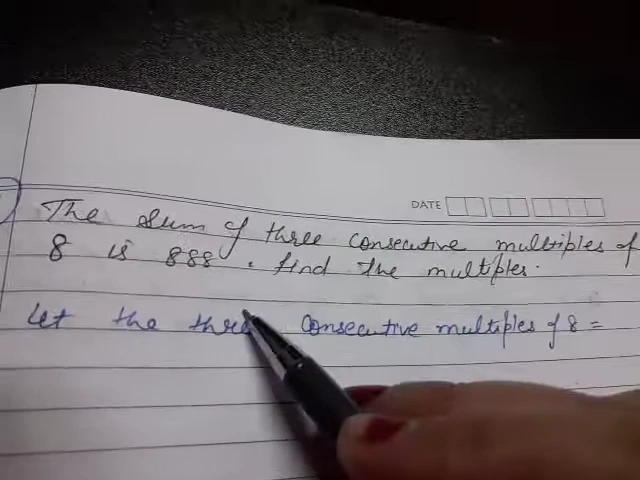 DATE
The sum of three consecutive multiples of
8 is 888. find the multiples.
Let the three consecutive multiples of 8 =